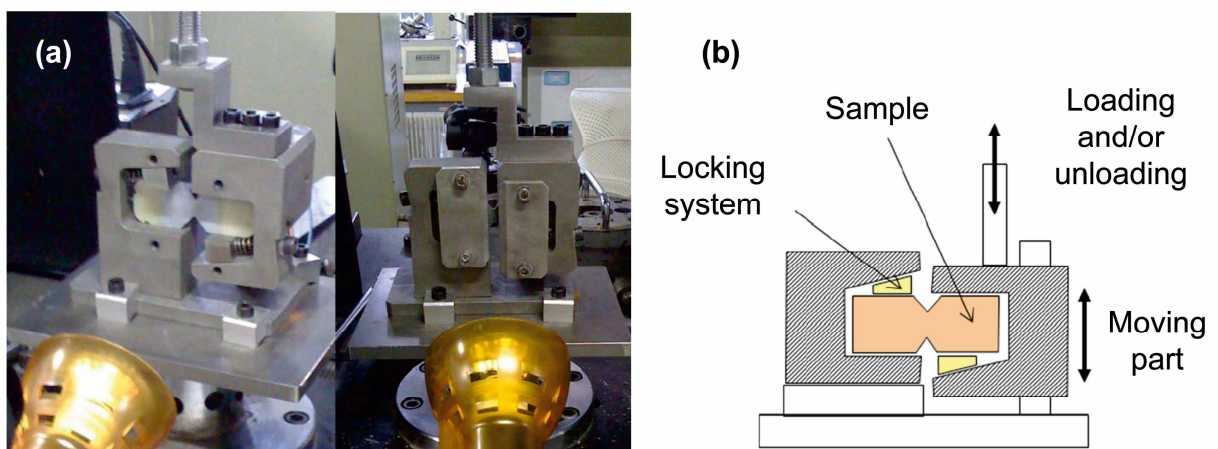 (a)
(b)
Sample
Loading
and/or
unloading
Locking
system
Moving
part